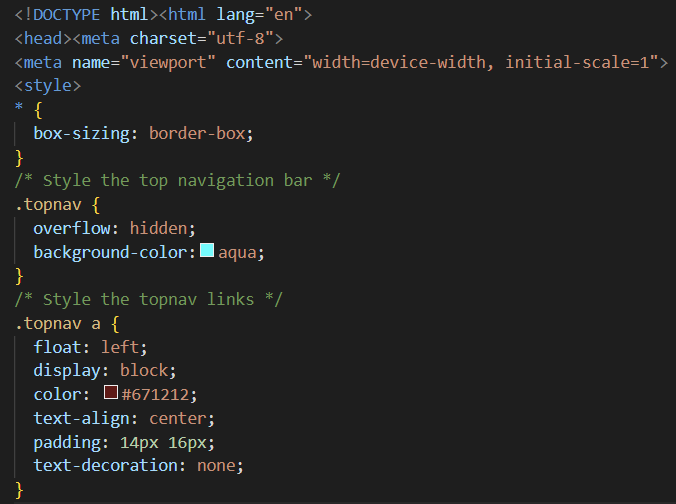 <!DOCTYPE html><html lang="en">
<head><meta charset="utf-8">
<meta name="viewport" content="width=device-width, initial-scale=1">
<style>
* {
  box-sizing: border-box;
}
/* Style the top navigation bar */
.topnav {
  overflow: hidden;
  background-color: aqua;
}
/* Style the topnav links */
.topnav a {
  float: left;
  display: block;
  color: #671212;
  text-align: center;
  padding: 14px 16px;
  text-decoration: none;
}